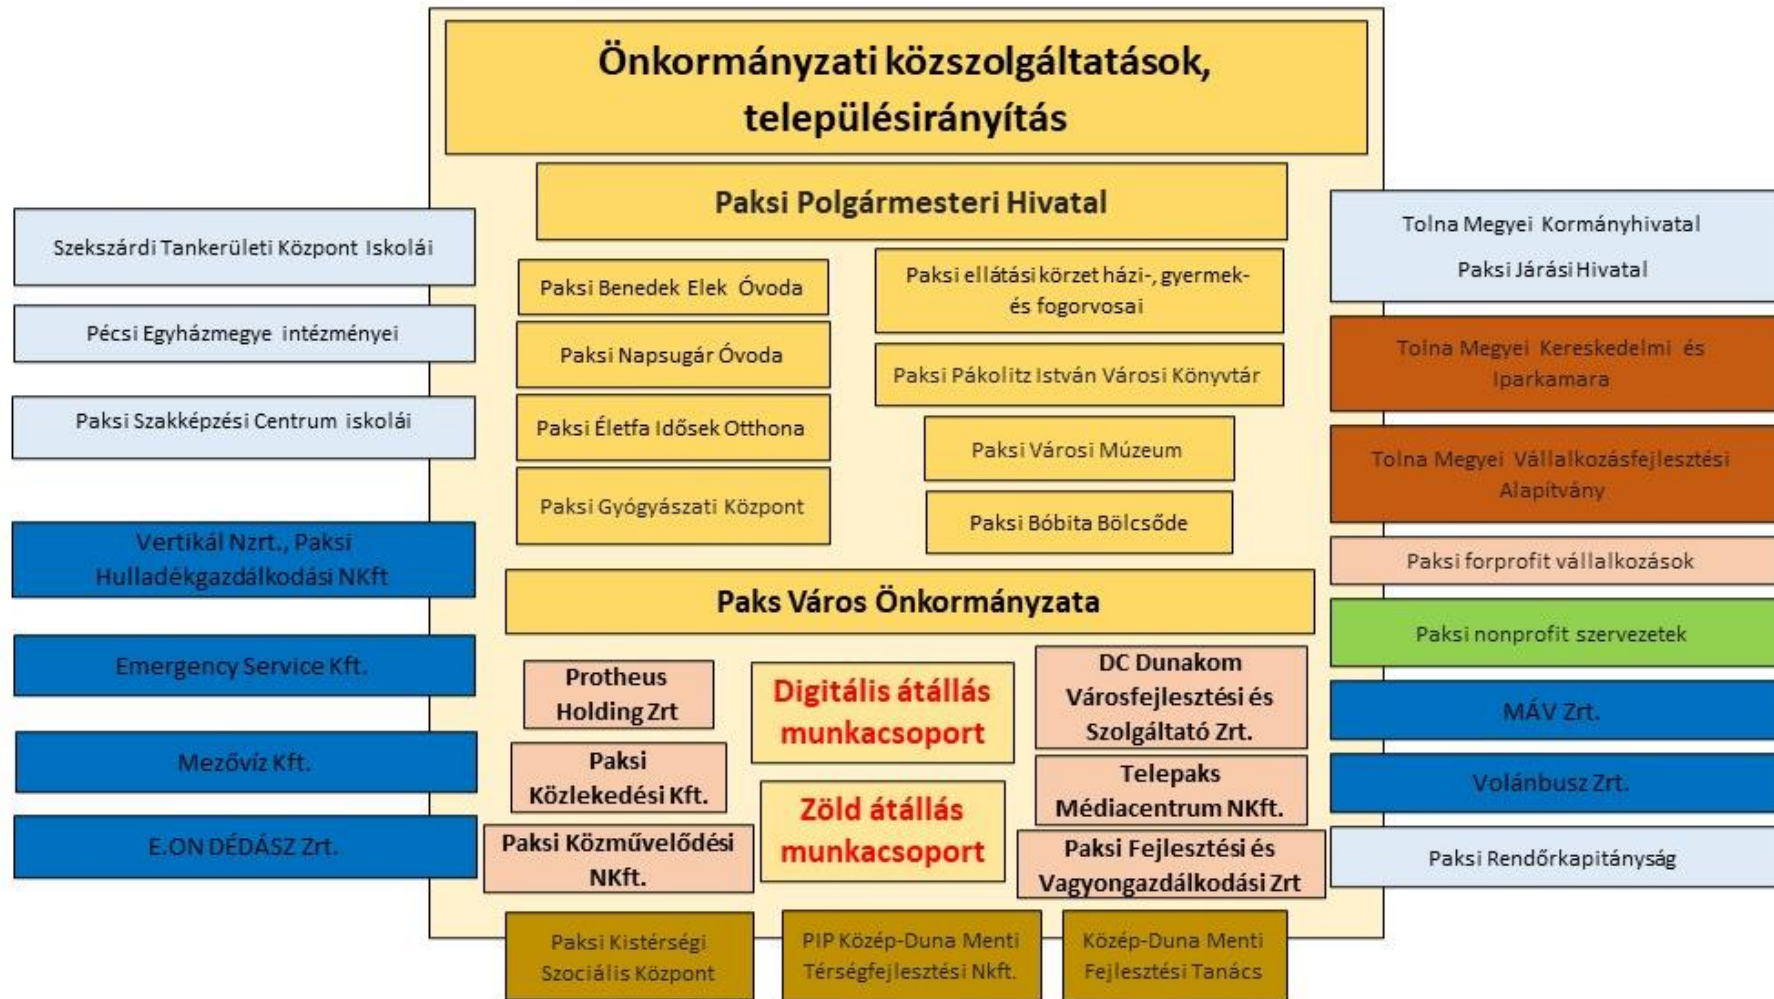 Önkormányzati közszolgáltatások,
településirányítás
Paksi Polgármesteri Hivatal
Szekszárdi Tankerületi Központ Iskolái
Pécsi Egyházmegye intézményei
Paksi Szakképzési Centrum iskolái
Vertikál Nzrt., Paksi
Hulladékgazdálkodási NKft
Emergency Service Kft.
Mezővíz Kft.
E.ON DÉDÁSZ Zrt.
Paksi Benedek Elek Óvoda
Paksi Napsugár Óvoda
Paksi Életfa Idősek Otthona
Paksi Gyógyászati Központ
Paksi ellátási körzet házi-, gyermek-
és fogorvosai
Paksi Pákolitz István Városi Könyvtár
Paksi Városi Múzeum
Paksi Bóbita Bölcsőde
Paks Város Önkormányzata
Protheus
Holding Zrt
Paksi
Közlekedési Kft.
Paksi Közművelődési
NKft.
Digitális átállás
munkacsoport
Zöld átállás
munkacsoport
DC Dunakom
Városfejlesztési és
Szolgáltató Zrt.
Telepaks
Médiacentrum NKft.
Paksi Fejlesztési és
Vagyongazdálkodási Zrt
Paksi Kistérségi
Szociális Központ
PIP Közép-Duna Menti
Térségfejlesztési Nkft.
Közép-Duna Menti
Fejlesztési Tanács
Tolna Megyei Kormányhivatal
Paksi Járási Hivatal
Tolna Megyei Kereskedelmi és
Iparkamara
Tolna Megyei Vállalkozásfejlesztési
Alapítvány
Paksi forprofit vállalkozások
Paksi nonprofit szervezetek
MÁV Zrt.
Volánbusz Zrt.
Paksi Rendőrkapitányság